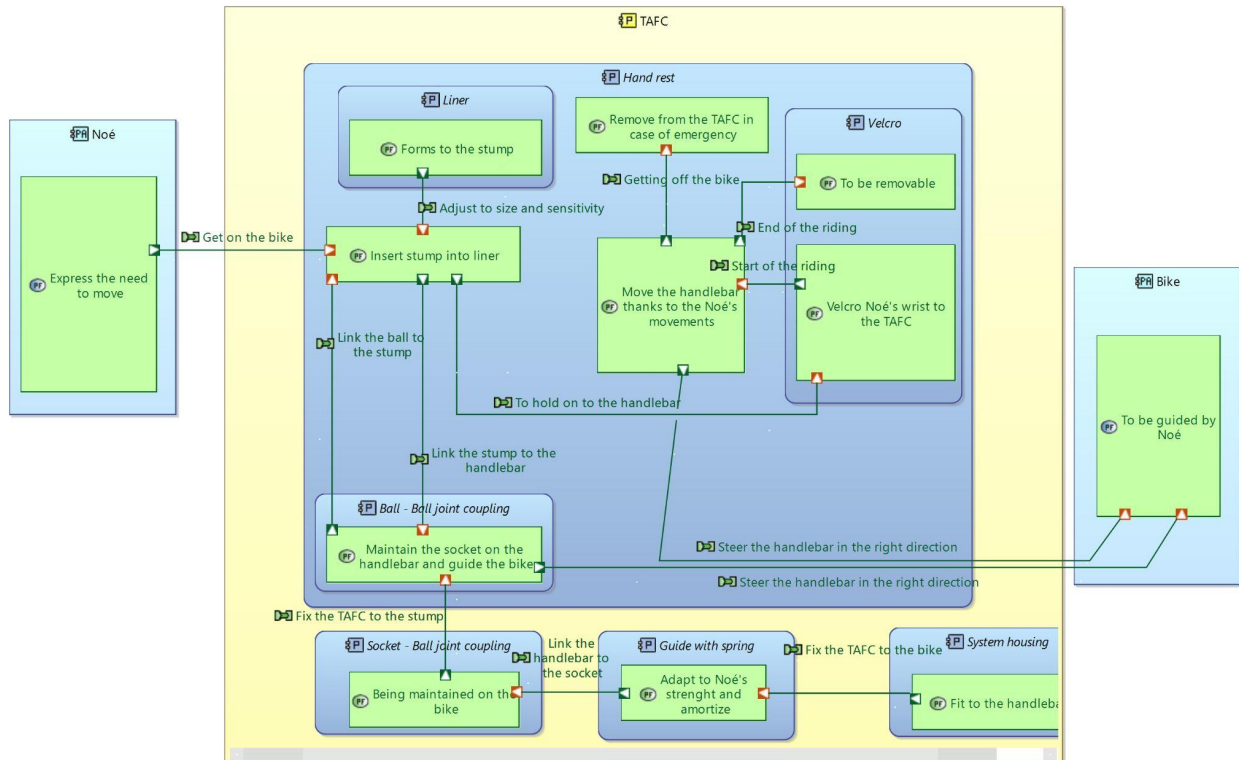 TAFC
Hand rest
Liner
Forms to the stump
Remove from the TAFC in
case of emergency
Velcro
To be removable
Noé
Express the need
to move
Get on the bike
Adjust to size and sensitivity
Getting off the bike
End of the riding
Insert stump into liner
Start of the riding
Move the handlebar
thanks to the Noé's
movements
Velcro Noé's wrist to
the TAFC
Bike
To be guided by
Noé
Link the ball to
the stump
To hold on to the handlebar
Link the stump to the
handlebar
Ball - Ball joint coupling
Maintain the socket on the
handlebar and guide the bike
Steer the handlebar in the right direction
Steer the handlebar in the right direction
Fix the TAFC to the stump
Socket - Ball joint coupling
Being maintained on the
bike
Link the
handlebar to
the socket
Guide with spring
Adapt to Noé's
strenght and
amortize
Fix the TAFC to the bike
System housing
Fit to the handleba